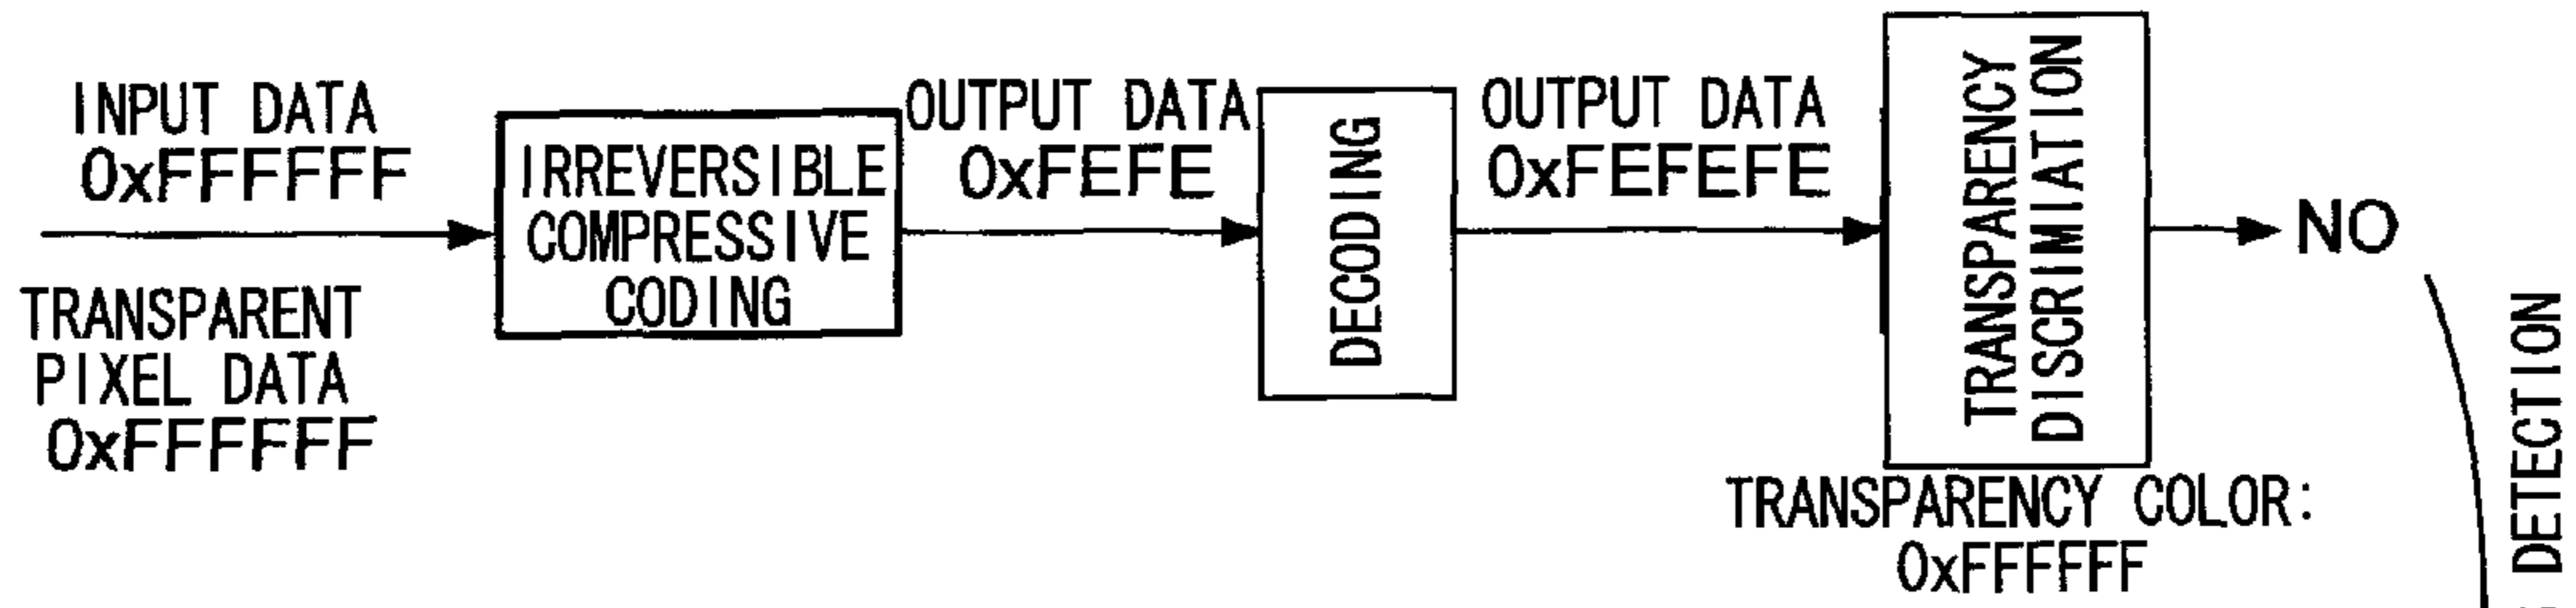 INPUT DATA
0xFFFFFF
TRANSPARENT
PIXEL DATA
0xFFFFFF
IRREVERSIBLE
COMPRESSIVE
CODING
OUTPUT DATA
0xFEFE
DECODING
OUTPUT DATA
0xFEFEFE
TRANSPARENCY
DISCRIMIATION
TRANSPARENCY COLOR:
0xFFFFFF
NO
DETECTION